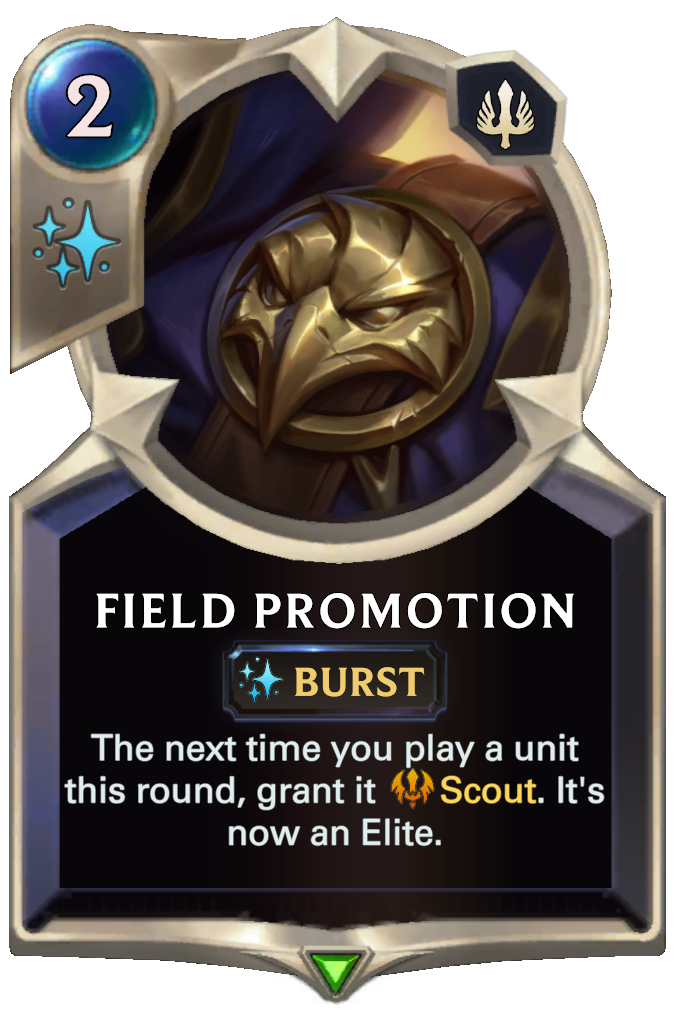 2
FIELD PROMOTION
BURST
The next time you play a unit
this round, grant it Scout. It's
now an Elite.